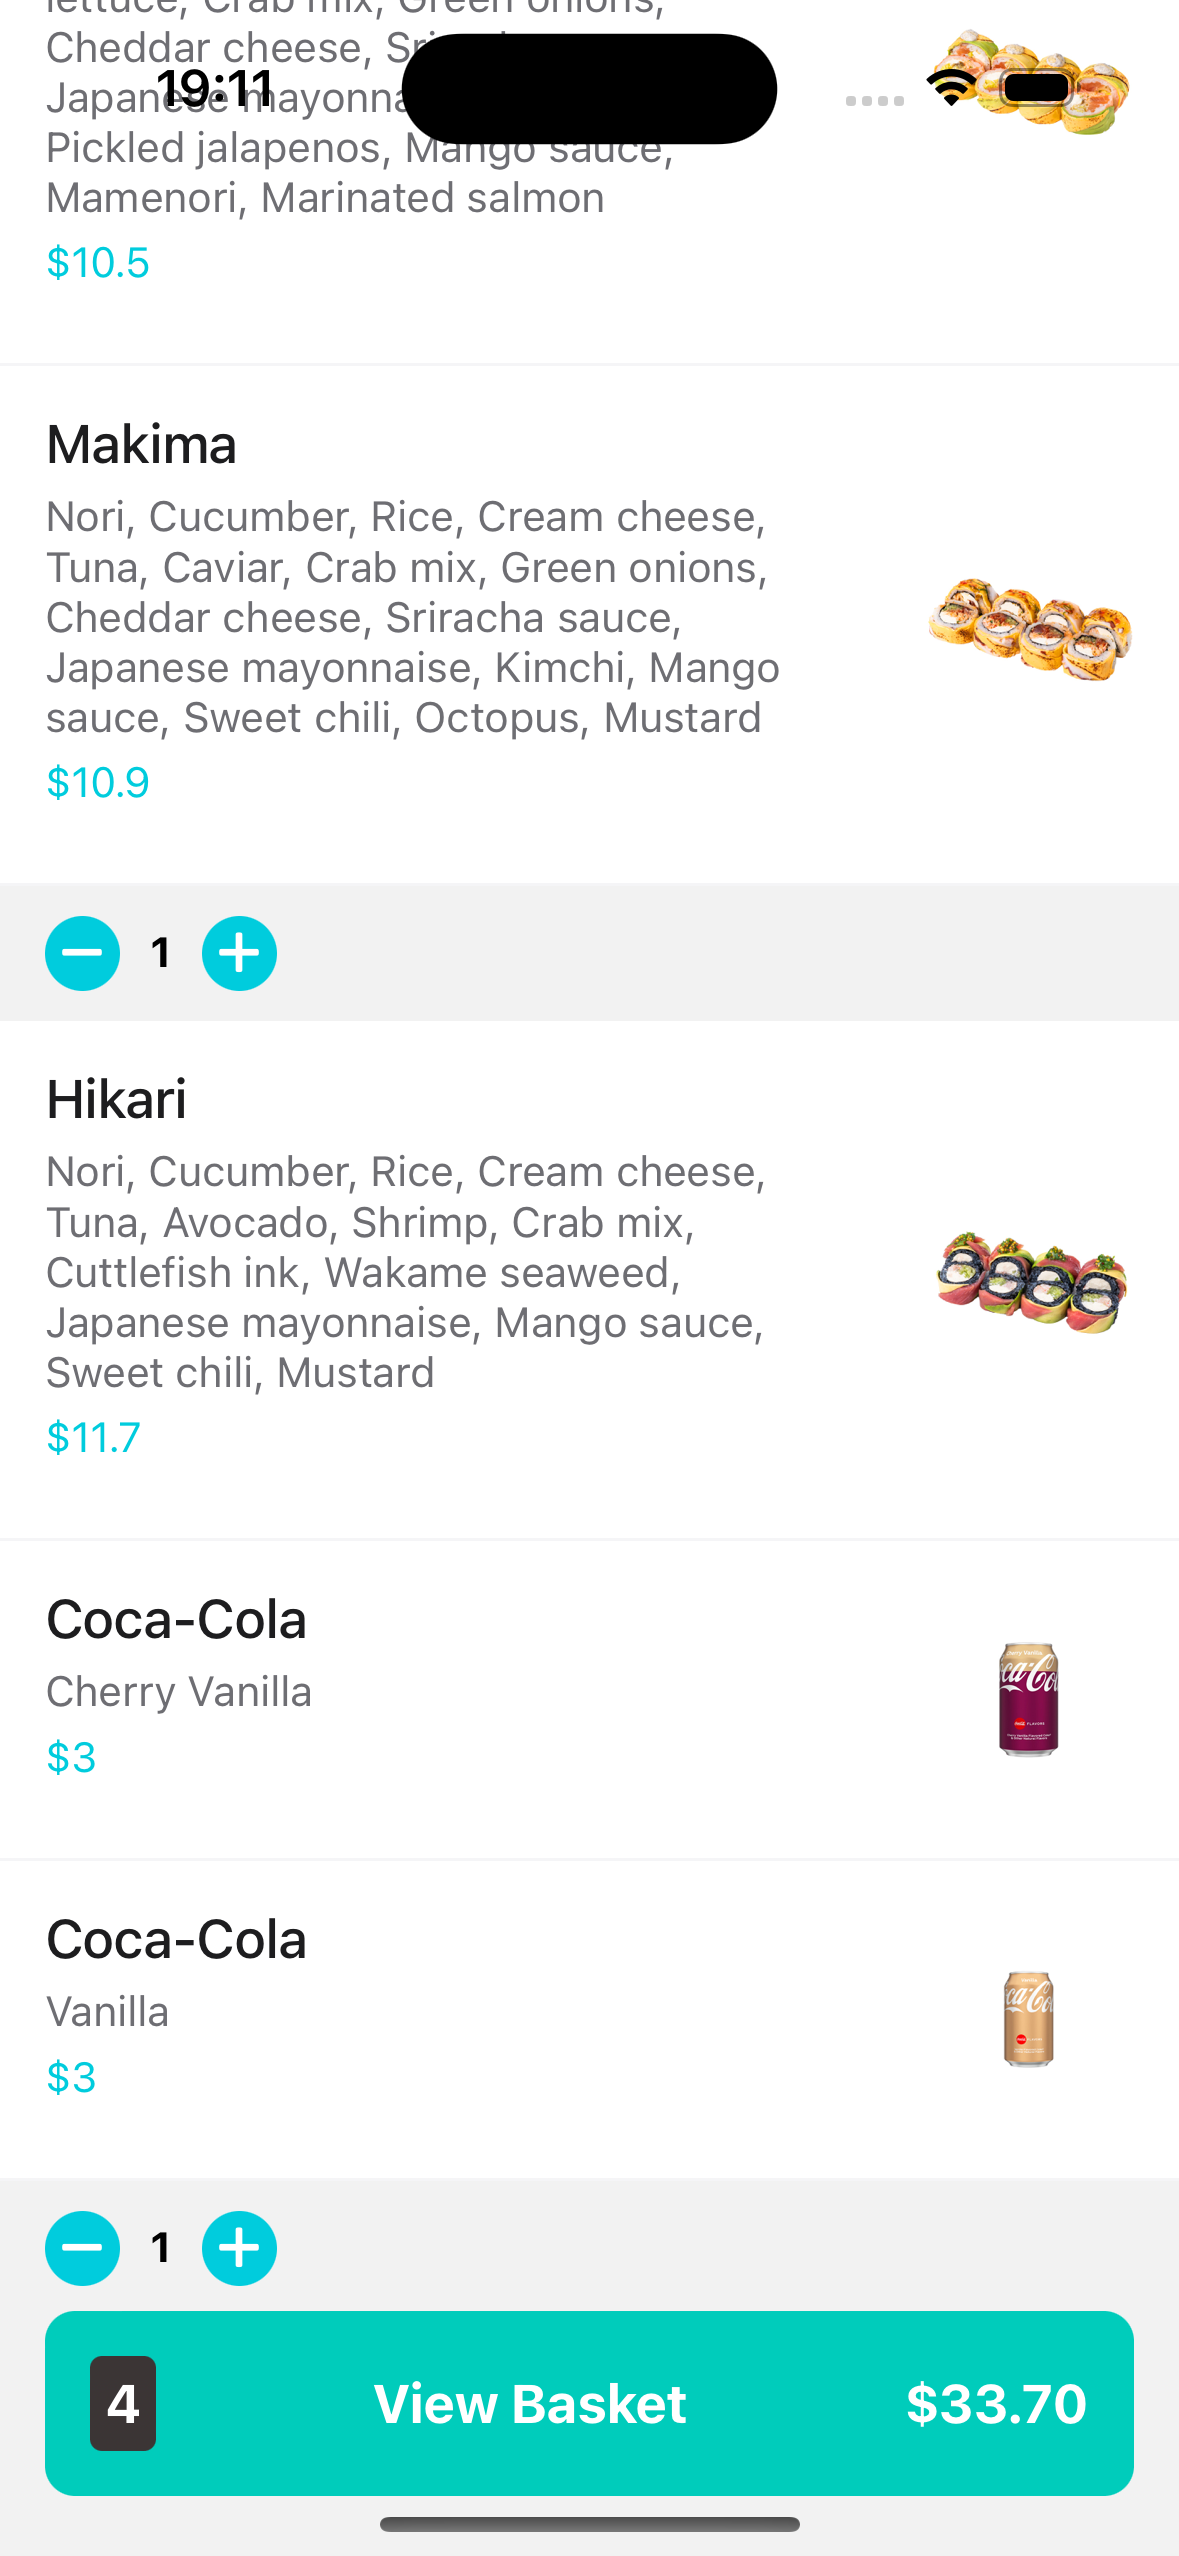 lettuce, Crab mix, Green onions,
Cheddar cheese,
19:11
Japanese
Pickled jalapenos, Mango sauce,
Mamenori, Marinated salmon
$10.5
Makima
Nori, Cucumber, Rice, Cream cheese,
Tuna, Caviar, Crab mix, Green onions,
Cheddar cheese, Sriracha sauce,
Japanese mayonnaise, Kimchi, Mango
sauce, Sweet chili, Octopus, Mustard
$10.9
1
Hikari
Nori, Cucumber, Rice, Cream cheese,
Tuna, Avocado, Shrimp, Crab mix,
Cuttlefish ink, Wakame seaweed,
Japanese mayonnaise, Mango sauce,
Sweet chili, Mustard
$11.7
Coca-Cola
Cherry Vanilla
$3
Coca-Cola
Vanilla
$3
1
4 View Basket $33.70